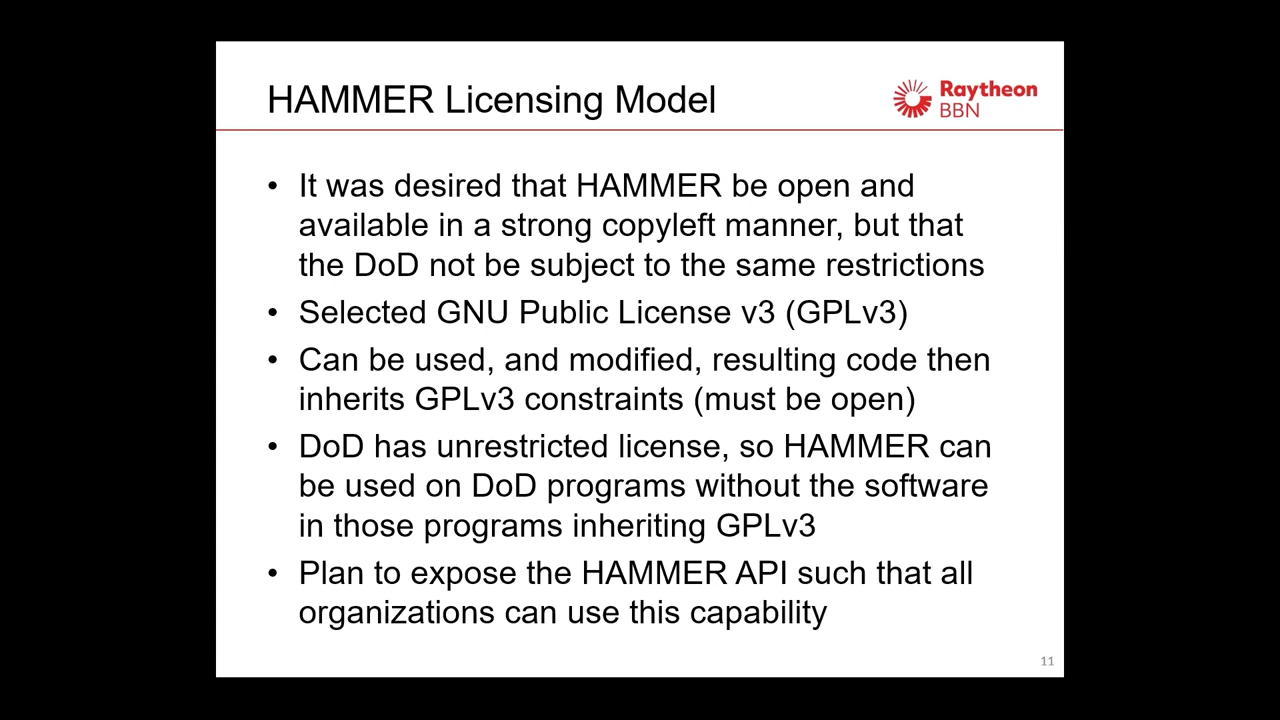 HAMMER Licensing Model
Raytheon
BBN
• It was desired that HAMMER be open and
available in a strong copyleft manner, but that
the DoD not be subject to the same restrictions
• Selected GNU Public License v3 (GPLv3)
• Can be used, and modified, resulting code then
inherits GPLv3 constraints (must be open)
• DoD has unrestricted license, so HAMMER can
be used on DoD programs without the software
in those programs inheriting GPLv3
• Plan to expose the HAMMER API such that all
organizations can use this capability
11